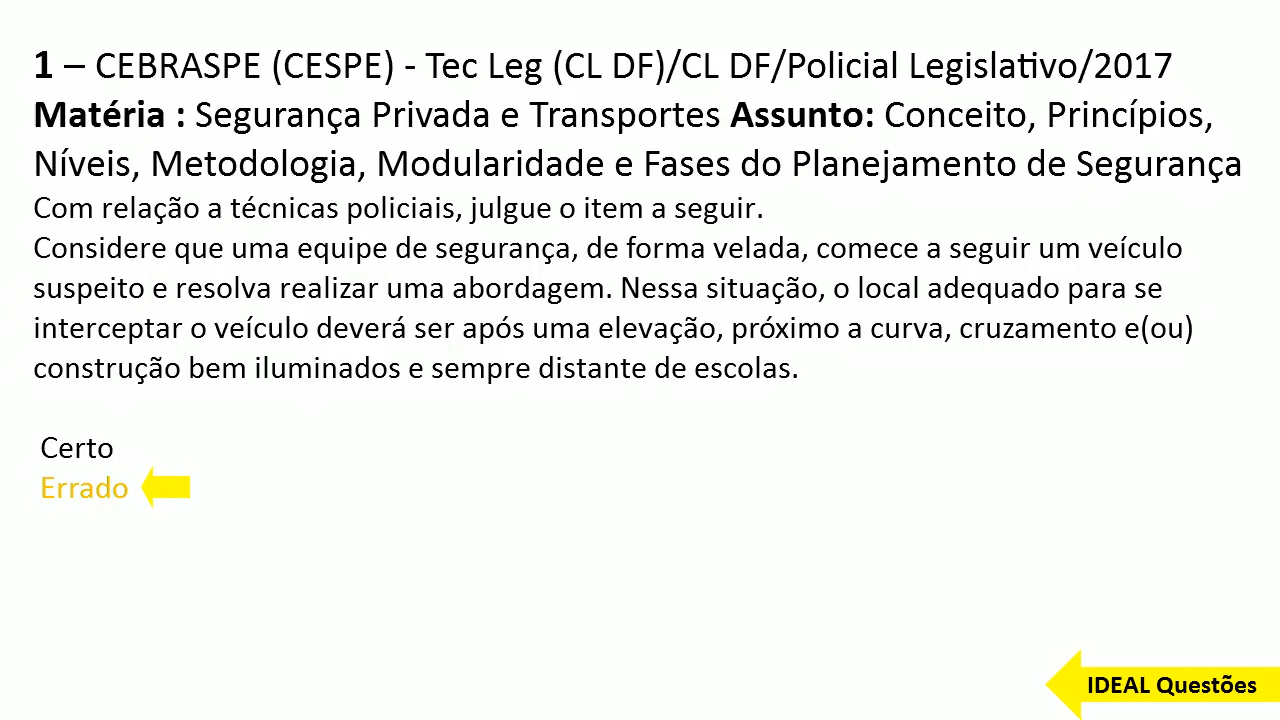 1 – CEBRASPE (CESPE) - Tec Leg (CL DF)/CL DF/Policial Legislativo/2017
Matéria : Segurança Privada e Transportes Assunto: Conceito, Princípios,
Níveis, Metodologia, Modularidade e Fases do Planejamento de Segurança
Com relação a técnicas policiais, julgue o item a seguir.
Considere que uma equipe de segurança, de forma velada, comece a seguir um veículo
suspeito e resolva realizar uma abordagem. Nessa situação, o local adequado para se
interceptar o veículo deverá ser após uma elevação, próximo a curva, cruzamento e(ou)
construção bem iluminados e sempre distante de escolas.
Certo
Errado
IDEAL Questões